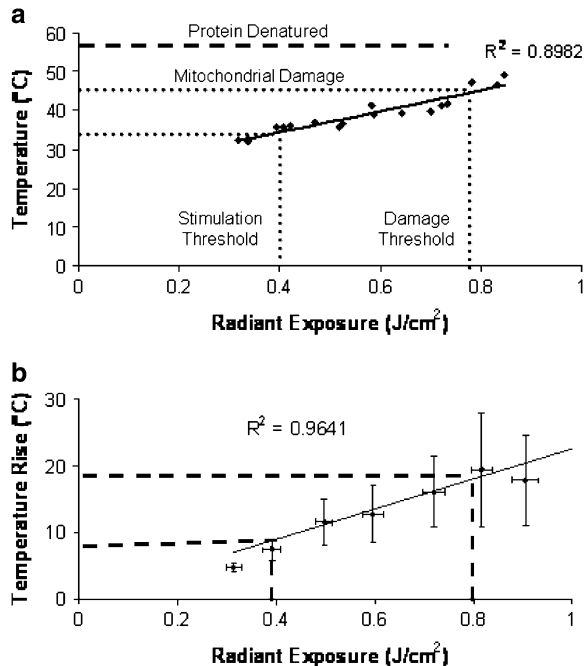 a
60
50
40
30
20
10
0
Temperature (°C)
Protein Denatured
R² = 0.8982
Mitochondrial Damage
Stimulation
Threshold
Damage
Threshold
0 0.2 0.4 0.6 0.8 1
Radiant Exposure (J/cm²)
b
30
20
10
0
Temperature Rise (°C)
R² = 0.9641
0 0.2 0.4 0.6 0.8 1
Radiant Exposure (J/cm²)